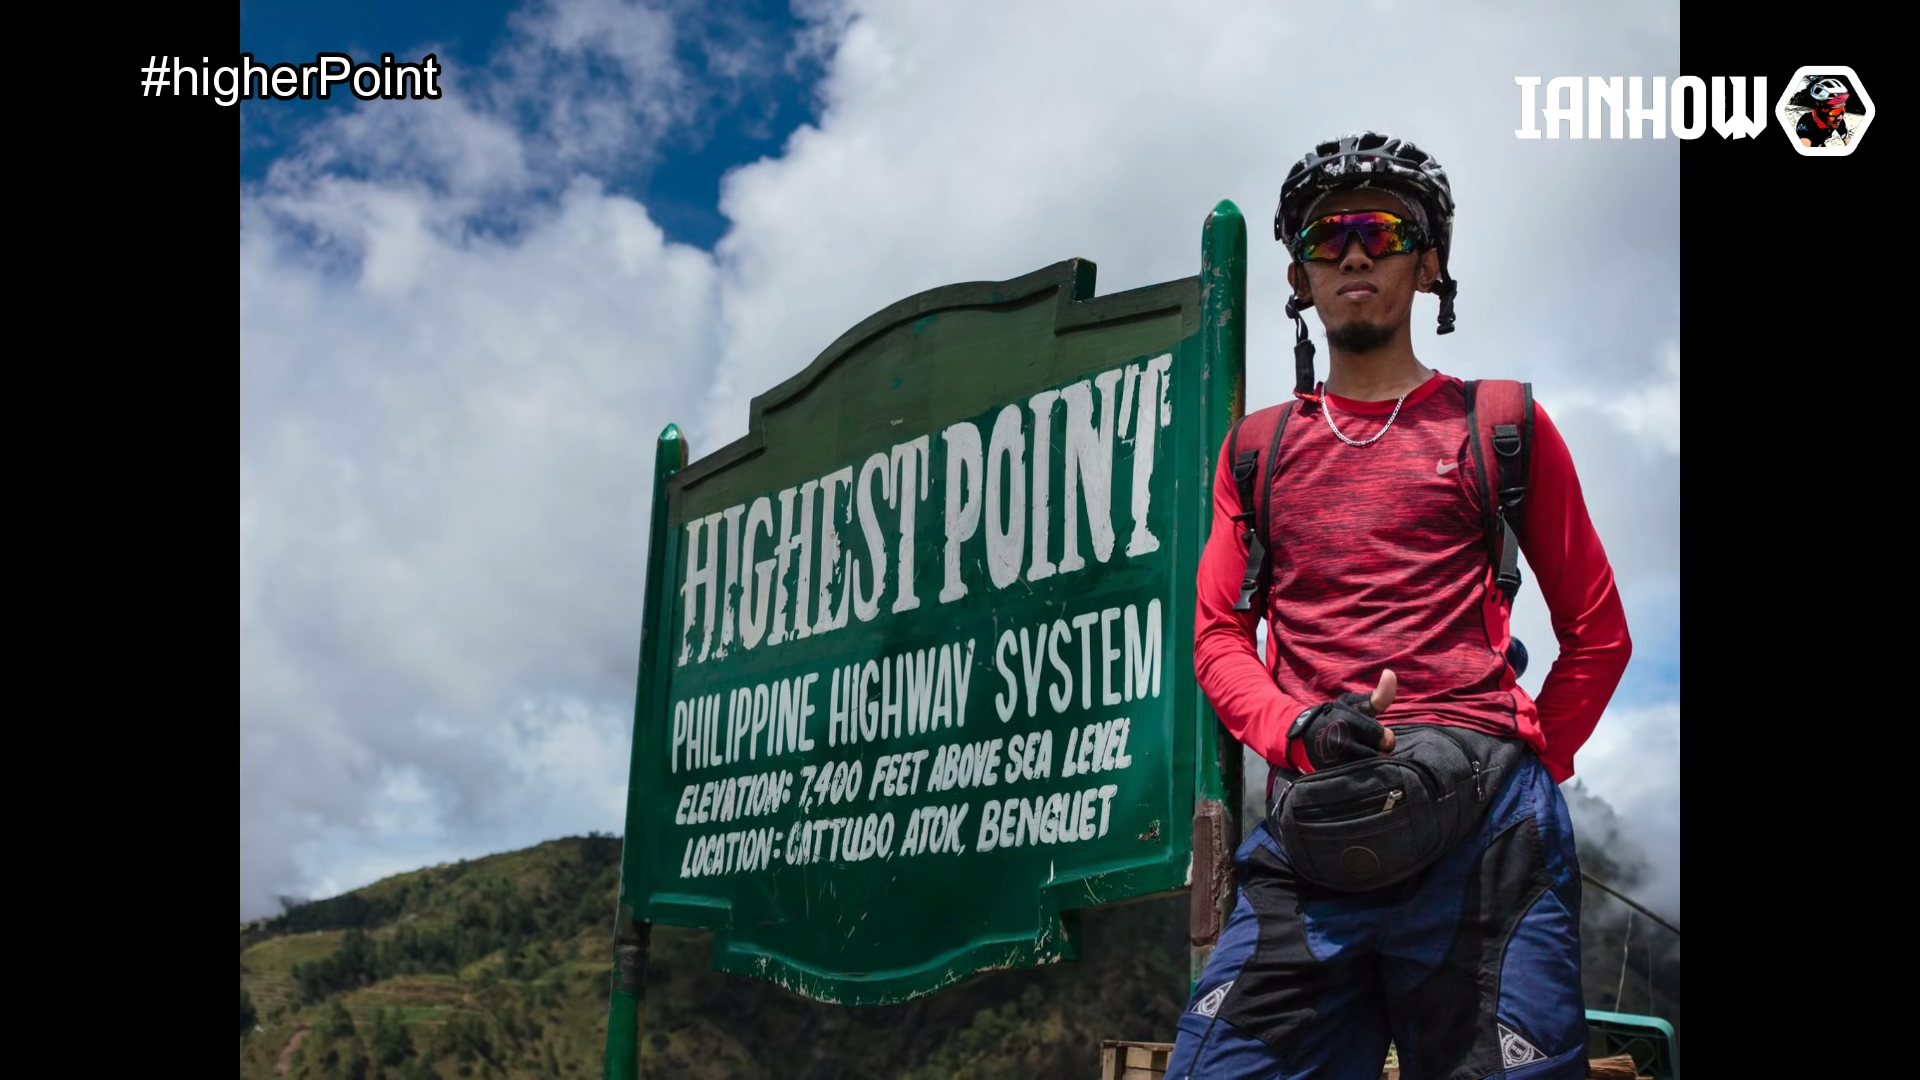 #higherPoint
IANHOW
HIGHEST POINT
PHILIPPINE HIGHWAY SYSTEM
ELEVATION: 7,400 FEET ABOVE SEA LEVEL
LOCATION: CATTUBO, ATOK, BENGUET